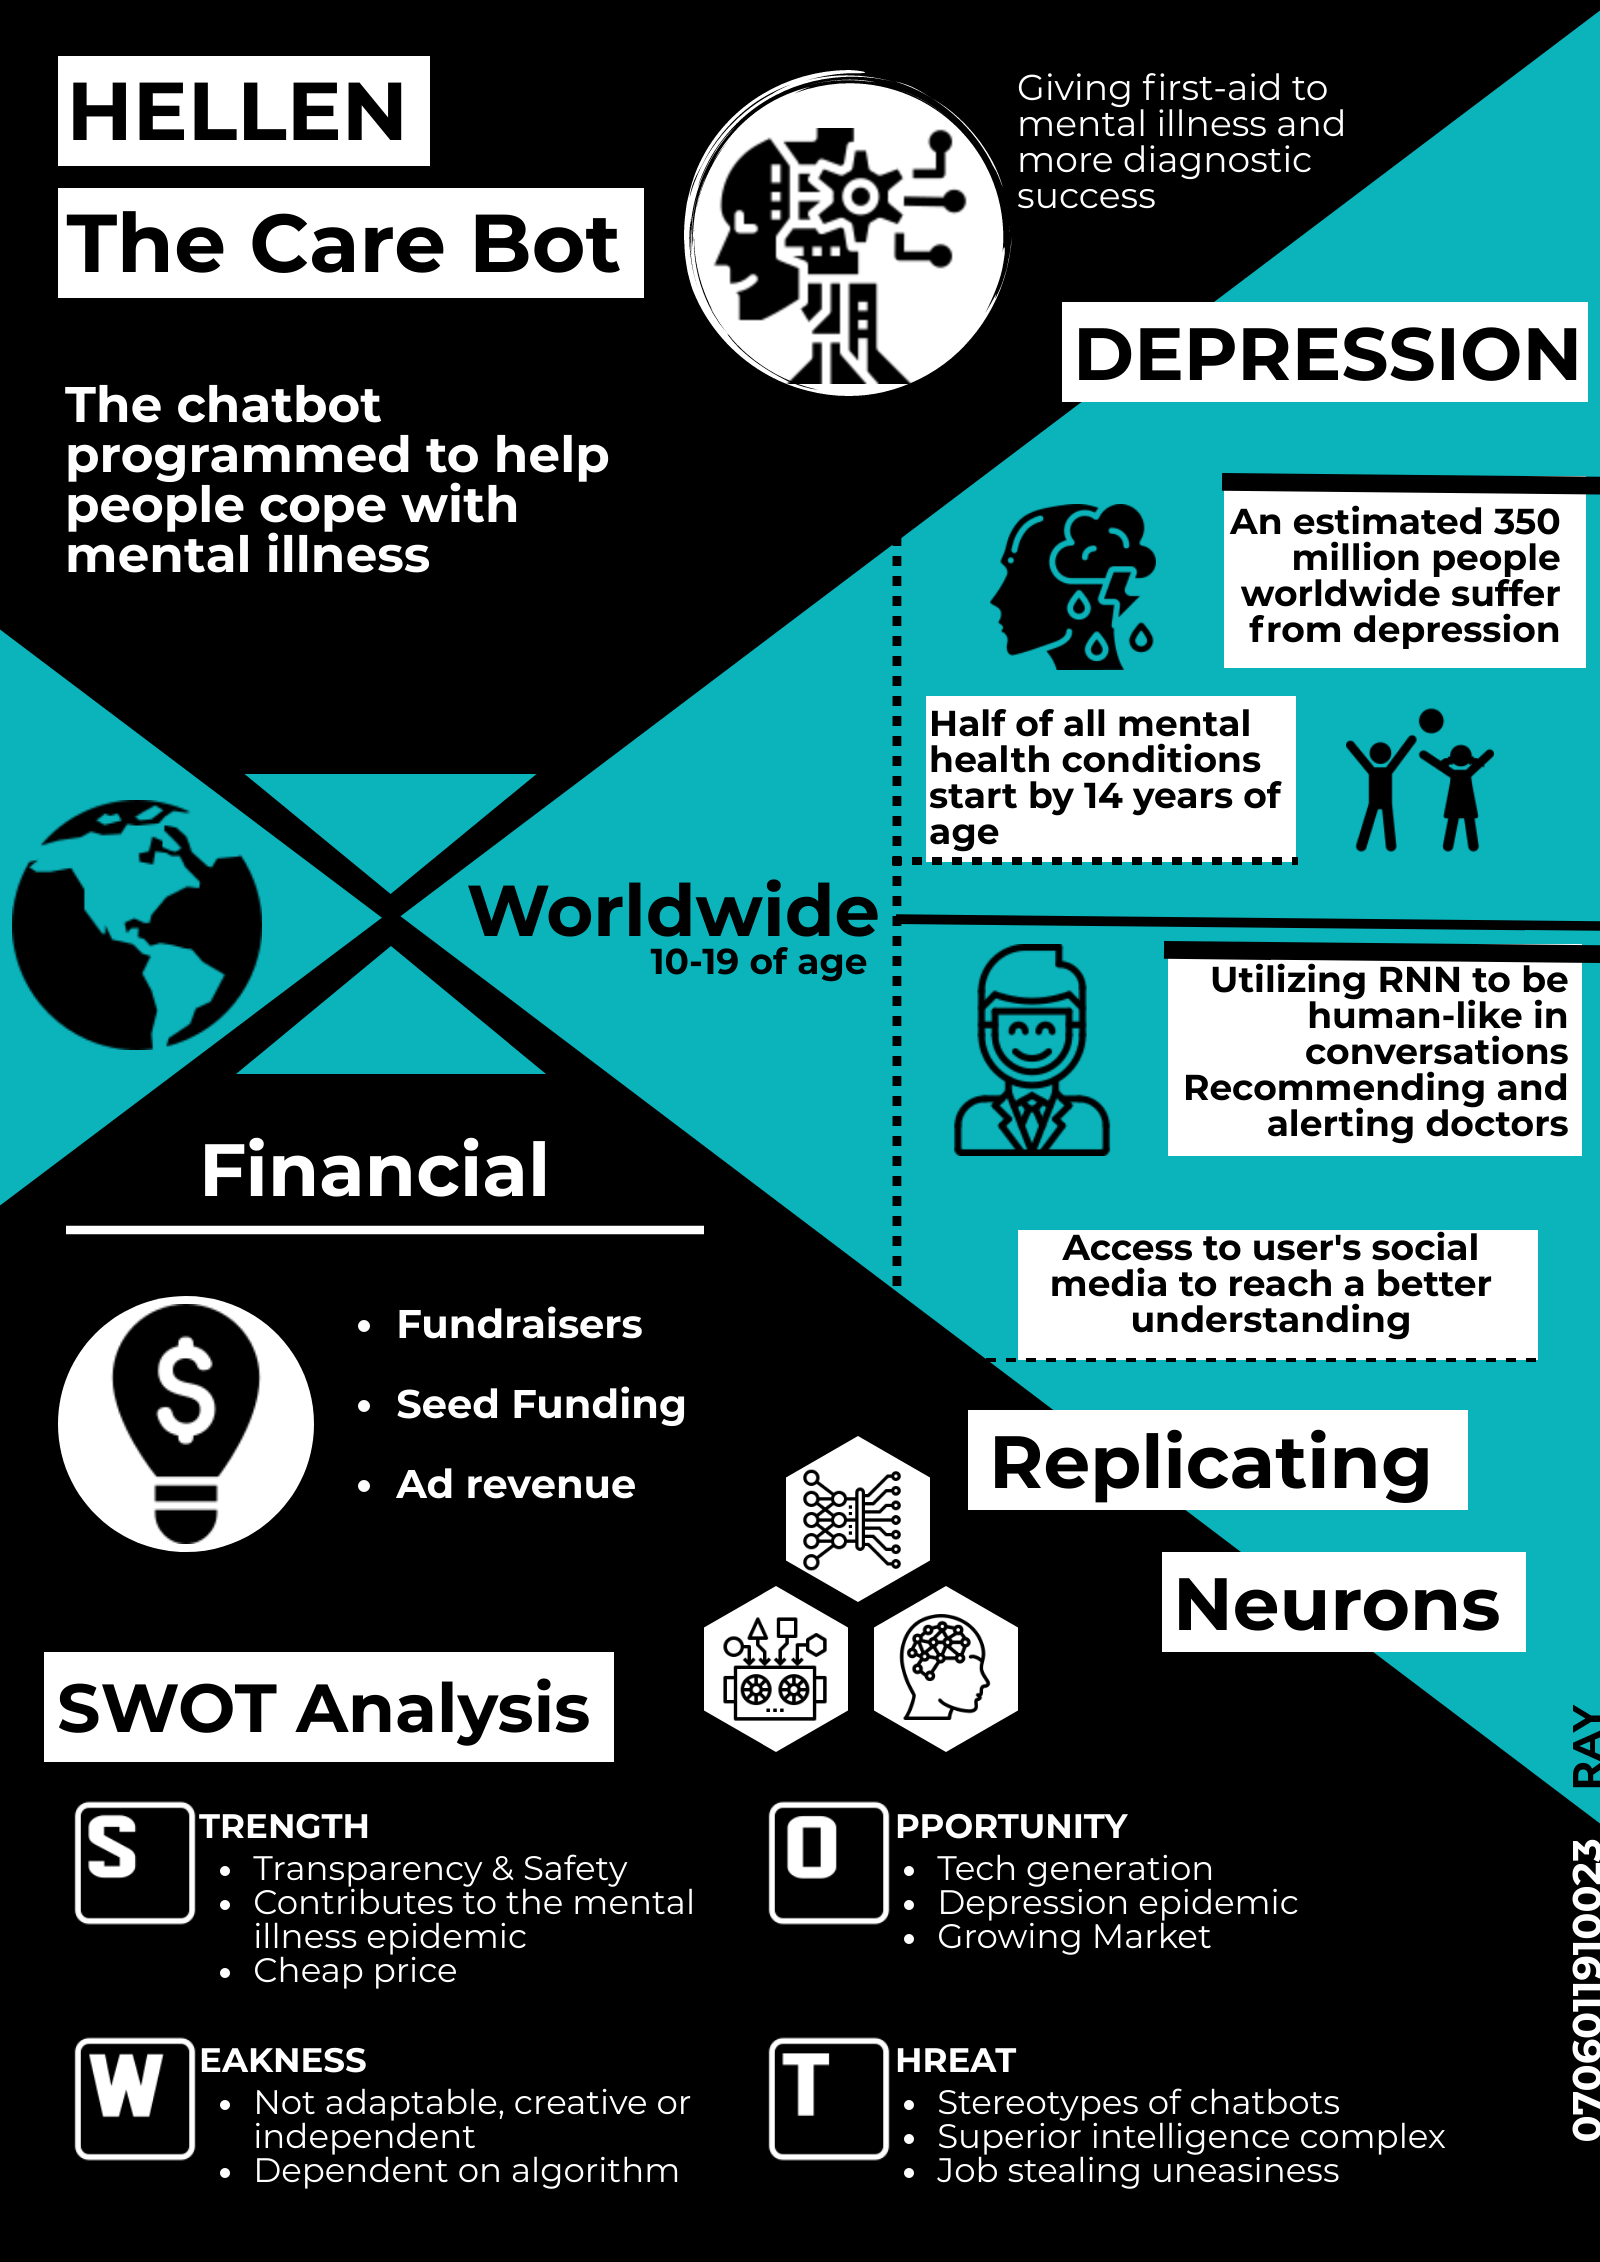 HELLEN
The Care Bot
Giving first-aid to
mental illness and
more diagnostic
success
The chatbot
programmed to help
people cope with
mental illness
DEPRESSION
An estimated 350
million people
worldwide suffer
from depression
Half of all mental
health conditions
start by 14 years of
age
Worldwide
10-19 of age
Utilizing RNN to be
human-like in
conversations
Recommending and
alerting doctors
Access to user's social
media to reach a better
understanding
Financial
Fundraisers
Seed Funding
Ad revenue
Replicating
Neurons
SWOT Analysis
STRENGTH
Transparency & Safety
Contributes to the mental
illness epidemic
Cheap price
OPPORTUNITY
Tech generation
Depression epidemic
Growing Market
WEAKNESS
Not adaptable, creative or
independent
Dependent on algorithm
THREAT
Stereotypes of chatbots
Superior intelligence complex
Job stealing uneasiness
070601191OO23 RAY